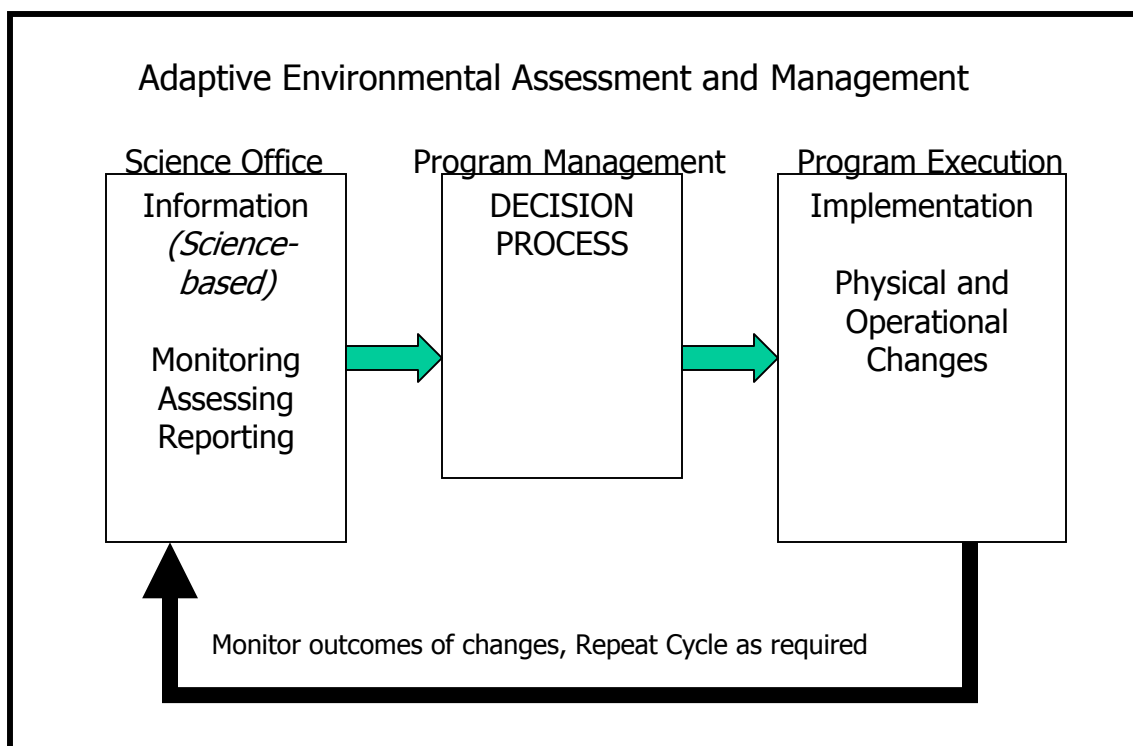 Adaptive Environmental Assessment and Management
Science Office
Information
(Science-
based)
Monitoring
Assessing
Reporting
Program Management
DECISION
PROCESS
Program Execution
Implementation
Physical and
Operational
Changes
Monitor outcomes of changes, Repeat Cycle as required